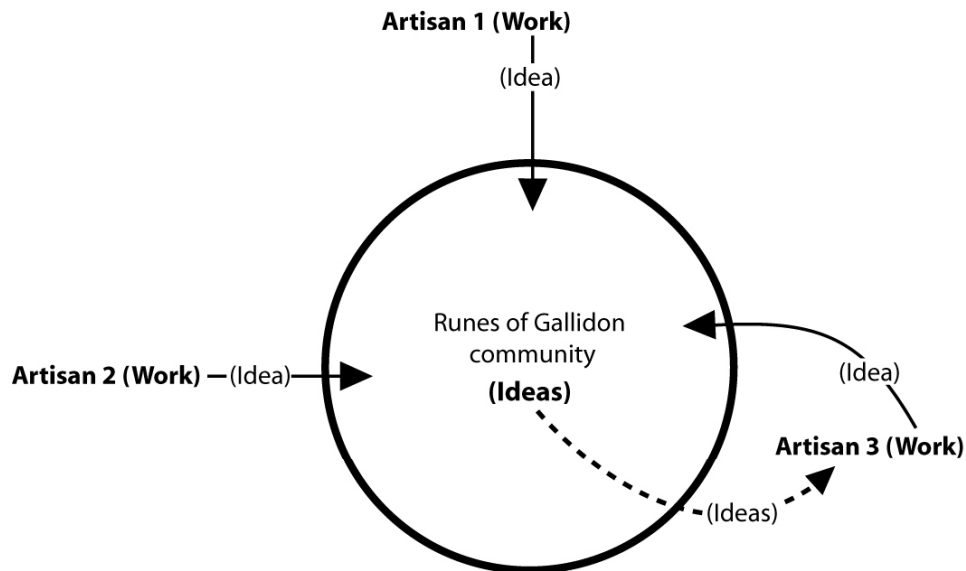 Artisan 1 (Work)
(Idea)
Runes of Gallidon
community
(Ideas)
Artisan 2 (Work)
(Idea)
(Idea)
Artisan 3 (Work)
(Ideas)